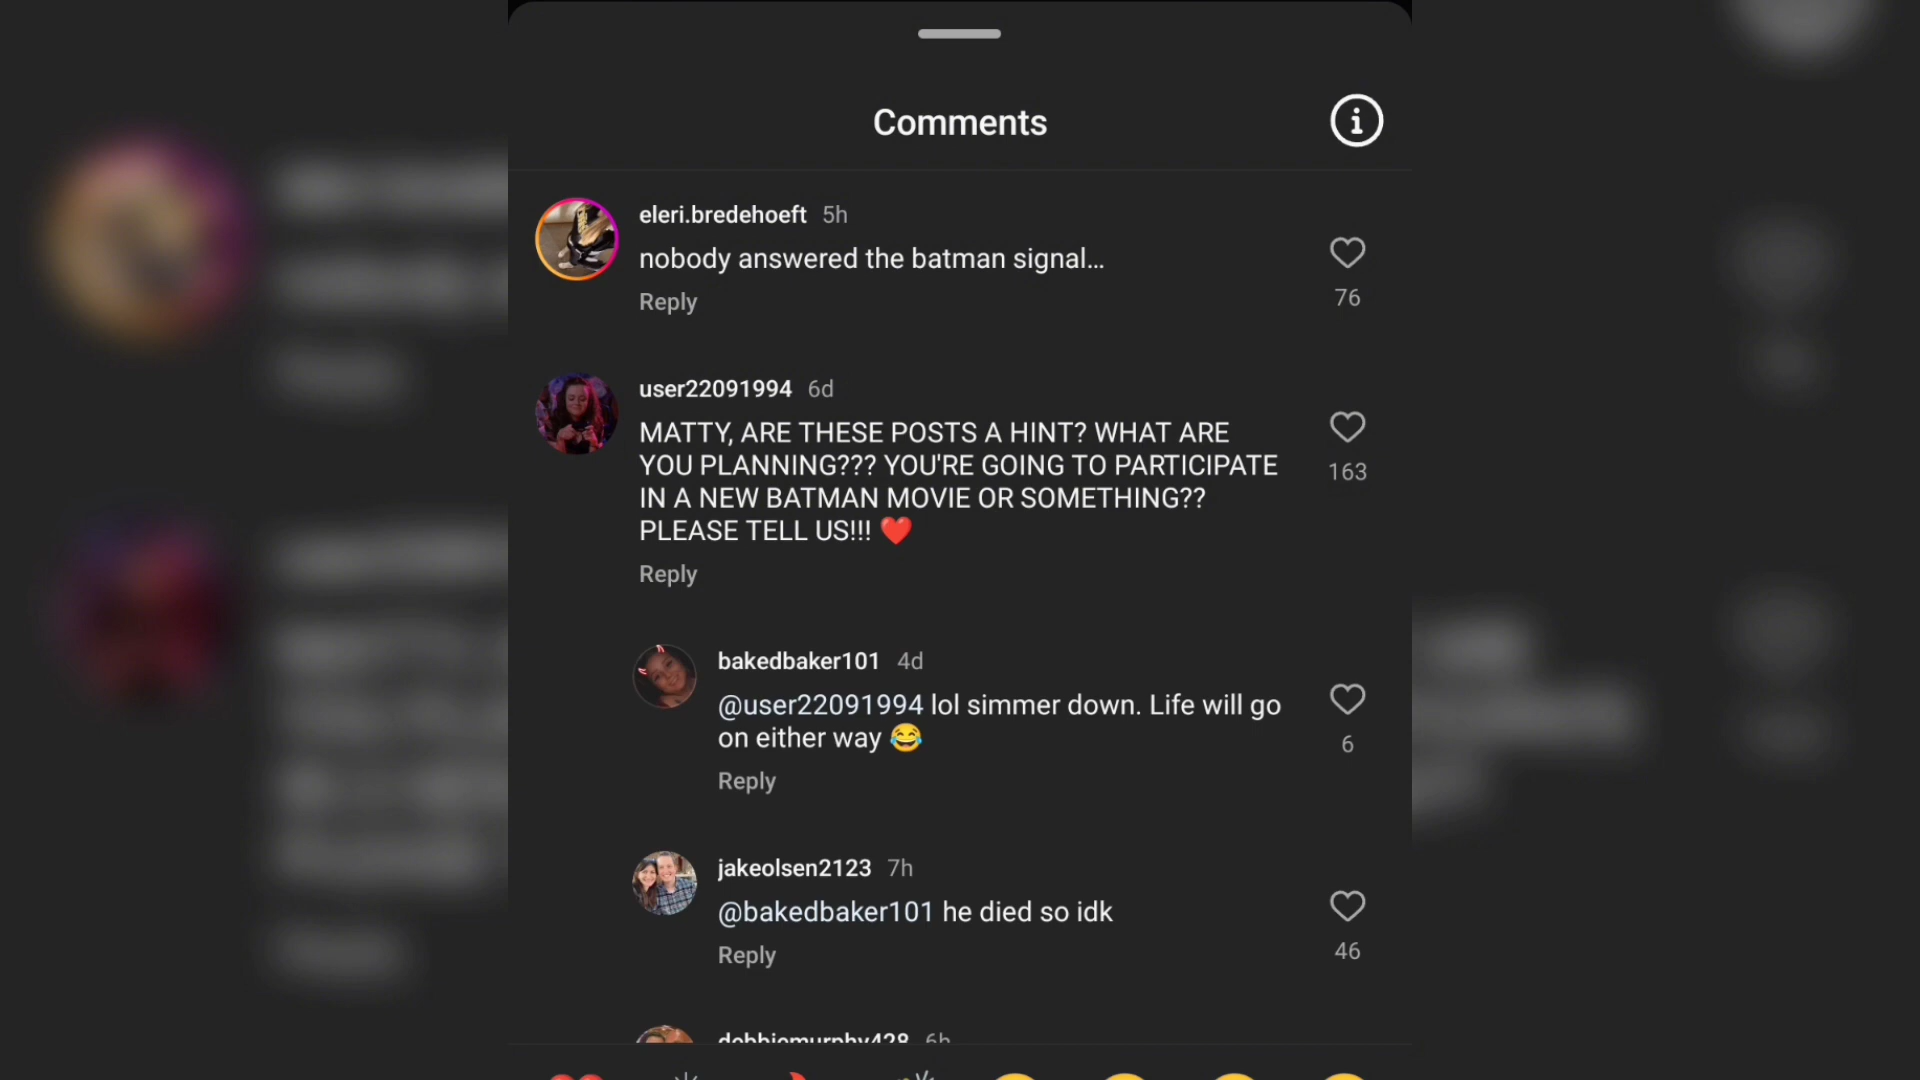 Comments
eleri.bredehoeft 5h
nobody answered the batman signal...
Reply
76
user22091994 6d
MATTY, ARE THESE POSTS A HINT? WHAT ARE
YOU PLANNING??? YOU'RE GOING TO PARTICIPATE
IN A NEW BATMAN MOVIE OR SOMETHING??
PLEASE TELL US!!! ❤️
163
Reply
bakedbaker101 4d
@user22091994 lol simmer down. Life will go
on either way 😂
6
Reply
jakeolsen2123 7h
@bakedbaker101 he died so idk
Reply
46
debbiemurphy428 6h